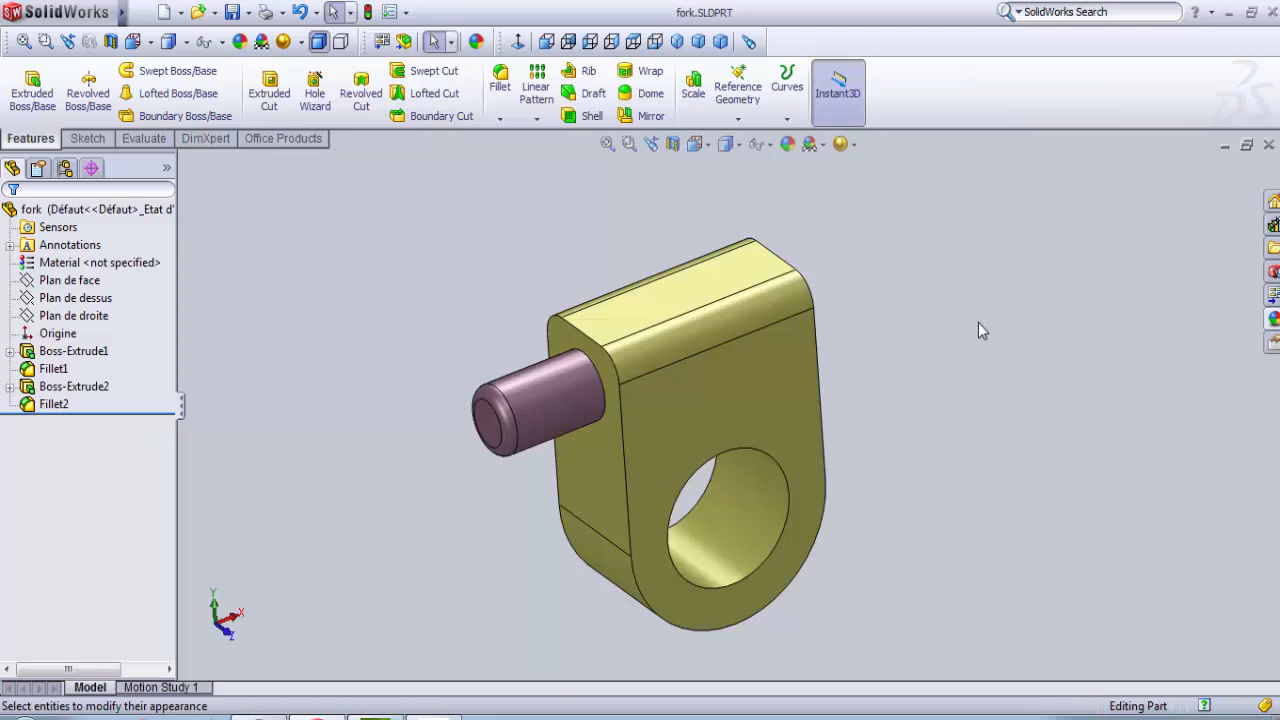 SolidWorks
fork.SLDPRT
SolidWorks Search
Extruded Boss/Base
Revolved Boss/Base
Swept Boss/Base
Lofted Boss/Base
Boundary Boss/Base
Extruded Cut
Hole Wizard
Revolved Cut
Swept Cut
Lofted Cut
Boundary Cut
Fillet
Linear Pattern
Rib
Draft
Shell
Wrap
Dome
Mirror
Scale
Reference Geometry
Curves
Instant3D
Features
Sketch
Evaluate
DimXpert
Office Products
fork (Défaut<<Défaut>_Etat d'
Sensors
Annotations
Material <not specified>
Plan de face
Plan de dessus
Plan de droite
Origine
Boss-Extrude1
Fillet1
Boss-Extrude2
Fillet2
Y
X
Z
Model
Motion Study 1
Select entities to modify their appearance
Editing Part